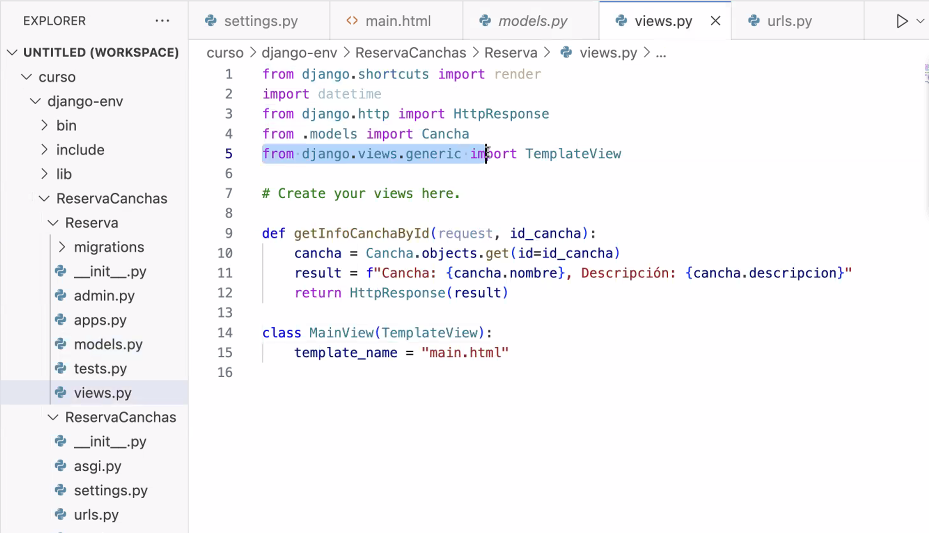 EXPLORER ...
settings.py main.html models.py views.py urls.py
UNTITLED (WORKSPACE)
curso
django-env
bin
include
lib
ReservaCanchas
Reserva
migrations
__init__.py
admin.py
apps.py
models.py
tests.py
views.py
ReservaCanchas
__init__.py
asgi.py
settings.py
urls.py
curso > django-env > ReservaCanchas > Reserva > views.py > ...
1 from django.shortcuts import render
2 import datetime
3 from django.http import HttpResponse
4 from .models import Cancha
5 from django.views.generic import TemplateView
6
7 # Create your views here.
8
9 def getInfoCanchaById(request, id_cancha):
10 cancha = Cancha.objects.get(id=id_cancha)
11 result = f"Cancha: {cancha.nombre}, Descripción: {cancha.descripcion}"
12 return HttpResponse(result)
13
14 class MainView(TemplateView):
15 template_name = "main.html"
16